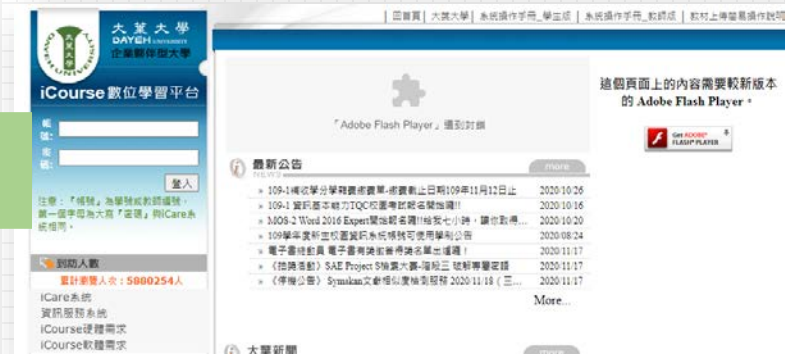 | 回首頁 | 大葉大學 | 系統操作手冊_學生版 | 系統操作手冊_教師版 | 教材上傳簡易操作說明
大葉大學
DAYEH UNIVERSITY
企業夥伴型大學
iCourse 數位學習平台
帳號:
密碼:
登入
注意：『帳號』為學號或教師編號，
第一個字母為大寫『密碼』與iCare系
統相同。
到訪人數
累計瀏覽人次：5880254人
iCare系統
資訊服務系統
iCourse硬體需求
iCourse軟體需求
「Adobe Flash Player」遭到封鎖
這個頁面上的內容需要較新版本
的 Adobe Flash Player。
Get ADOBE® FLASH® PLAYER
最新公告
NEWS
more
» 109-1補收學分學雜費繳費單-繳費截止日期109年11月12日止 2020/10/26
» 109-1 資訊基本能力TQC校園考試報名開始囉!! 2020/10/16
» MOS-2 Word 2016 Expert開始報名囉!!給我七小時，讓你取得... 2020/10/20
» 109學年度新生校園資訊系統帳號可使用學制公告 2020/08/24
» 電子書總動員 電子書有獎徵答得獎名單出爐囉！ 2020/11/17
» 《抽獎活動》SAE Project S檢索大賽-階段三 破解專屬密語 2020/11/17
» 《停機公告》 Symskan文獻相似度檢測服務 2020/11/18（三... 2020/11/17
More...
大葉新聞
more